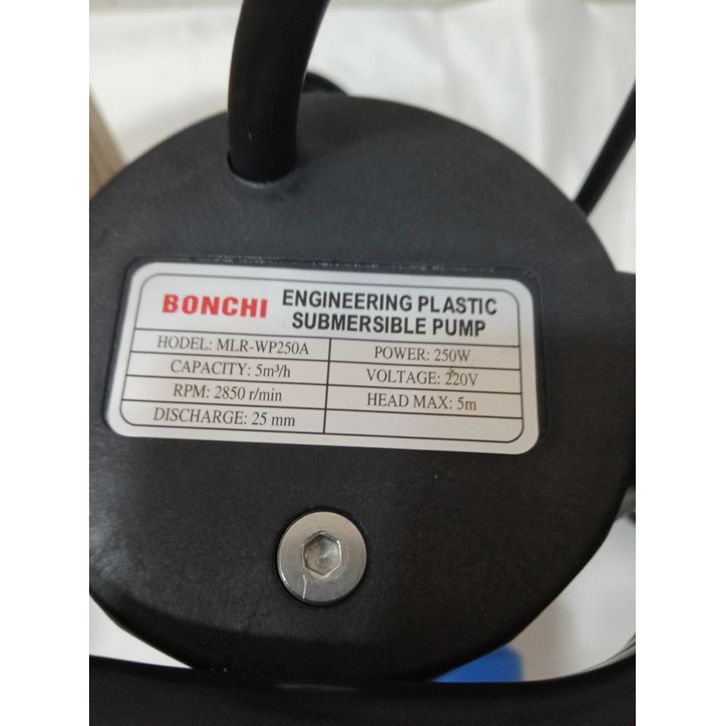 BONCHI ENGINEERING PLASTIC
SUBMERSIBLE PUMP
HODEL: MLR-WP250A POWER: 250W
CAPACITY: 5m³/h VOLTAGE: 220V
RPM: 2850 r/min HEAD MAX: 5m
DISCHARGE: 25 mm